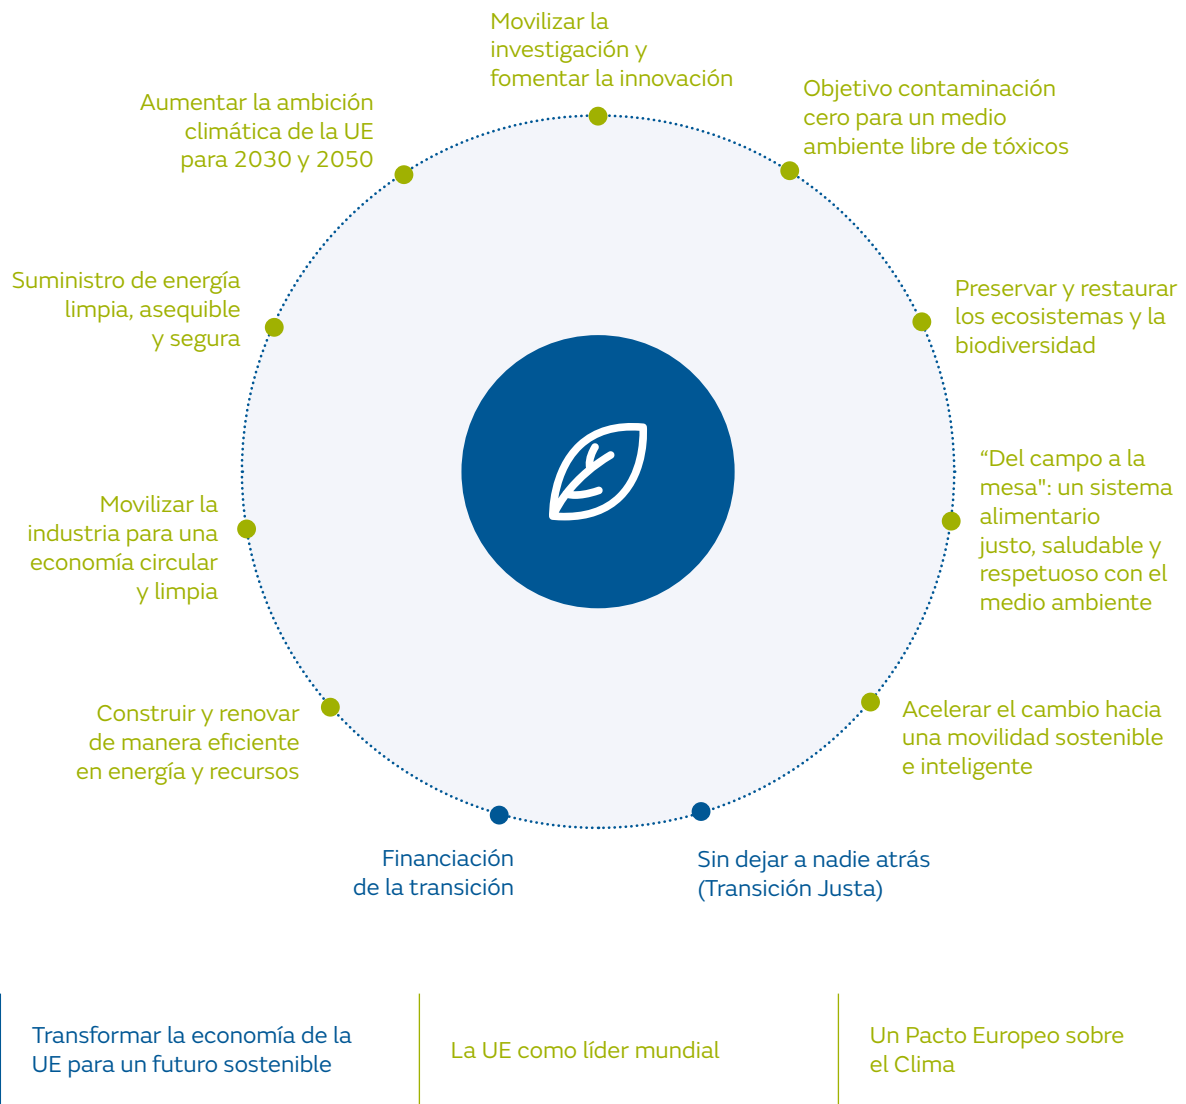 Movilizar la
investigación y
fomentar la innovación
Objetivo contaminación
cero para un medio
ambiente libre de tóxicos
Aumentar la ambición
climática de la UE
para 2030 y 2050
Suministro de energía
limpia, asequible
y segura
Preservar y restaurar
los ecosistemas y la
biodiversidad
“Del campo a la
mesa": un sistema
alimentario
justo, saludable y
respetuoso con el
medio ambiente
Movilizar la
industria para una
economía circular
y limpia
Construir y renovar
de manera eficiente
en energía y recursos
Acelerar el cambio hacia
una movilidad sostenible
e inteligente
Financiación
de la transición
Sin dejar a nadie atrás
(Transición Justa)
Transformar la economía de la
UE para un futuro sostenible
La UE como líder mundial
Un Pacto Europeo sobre
el Clima